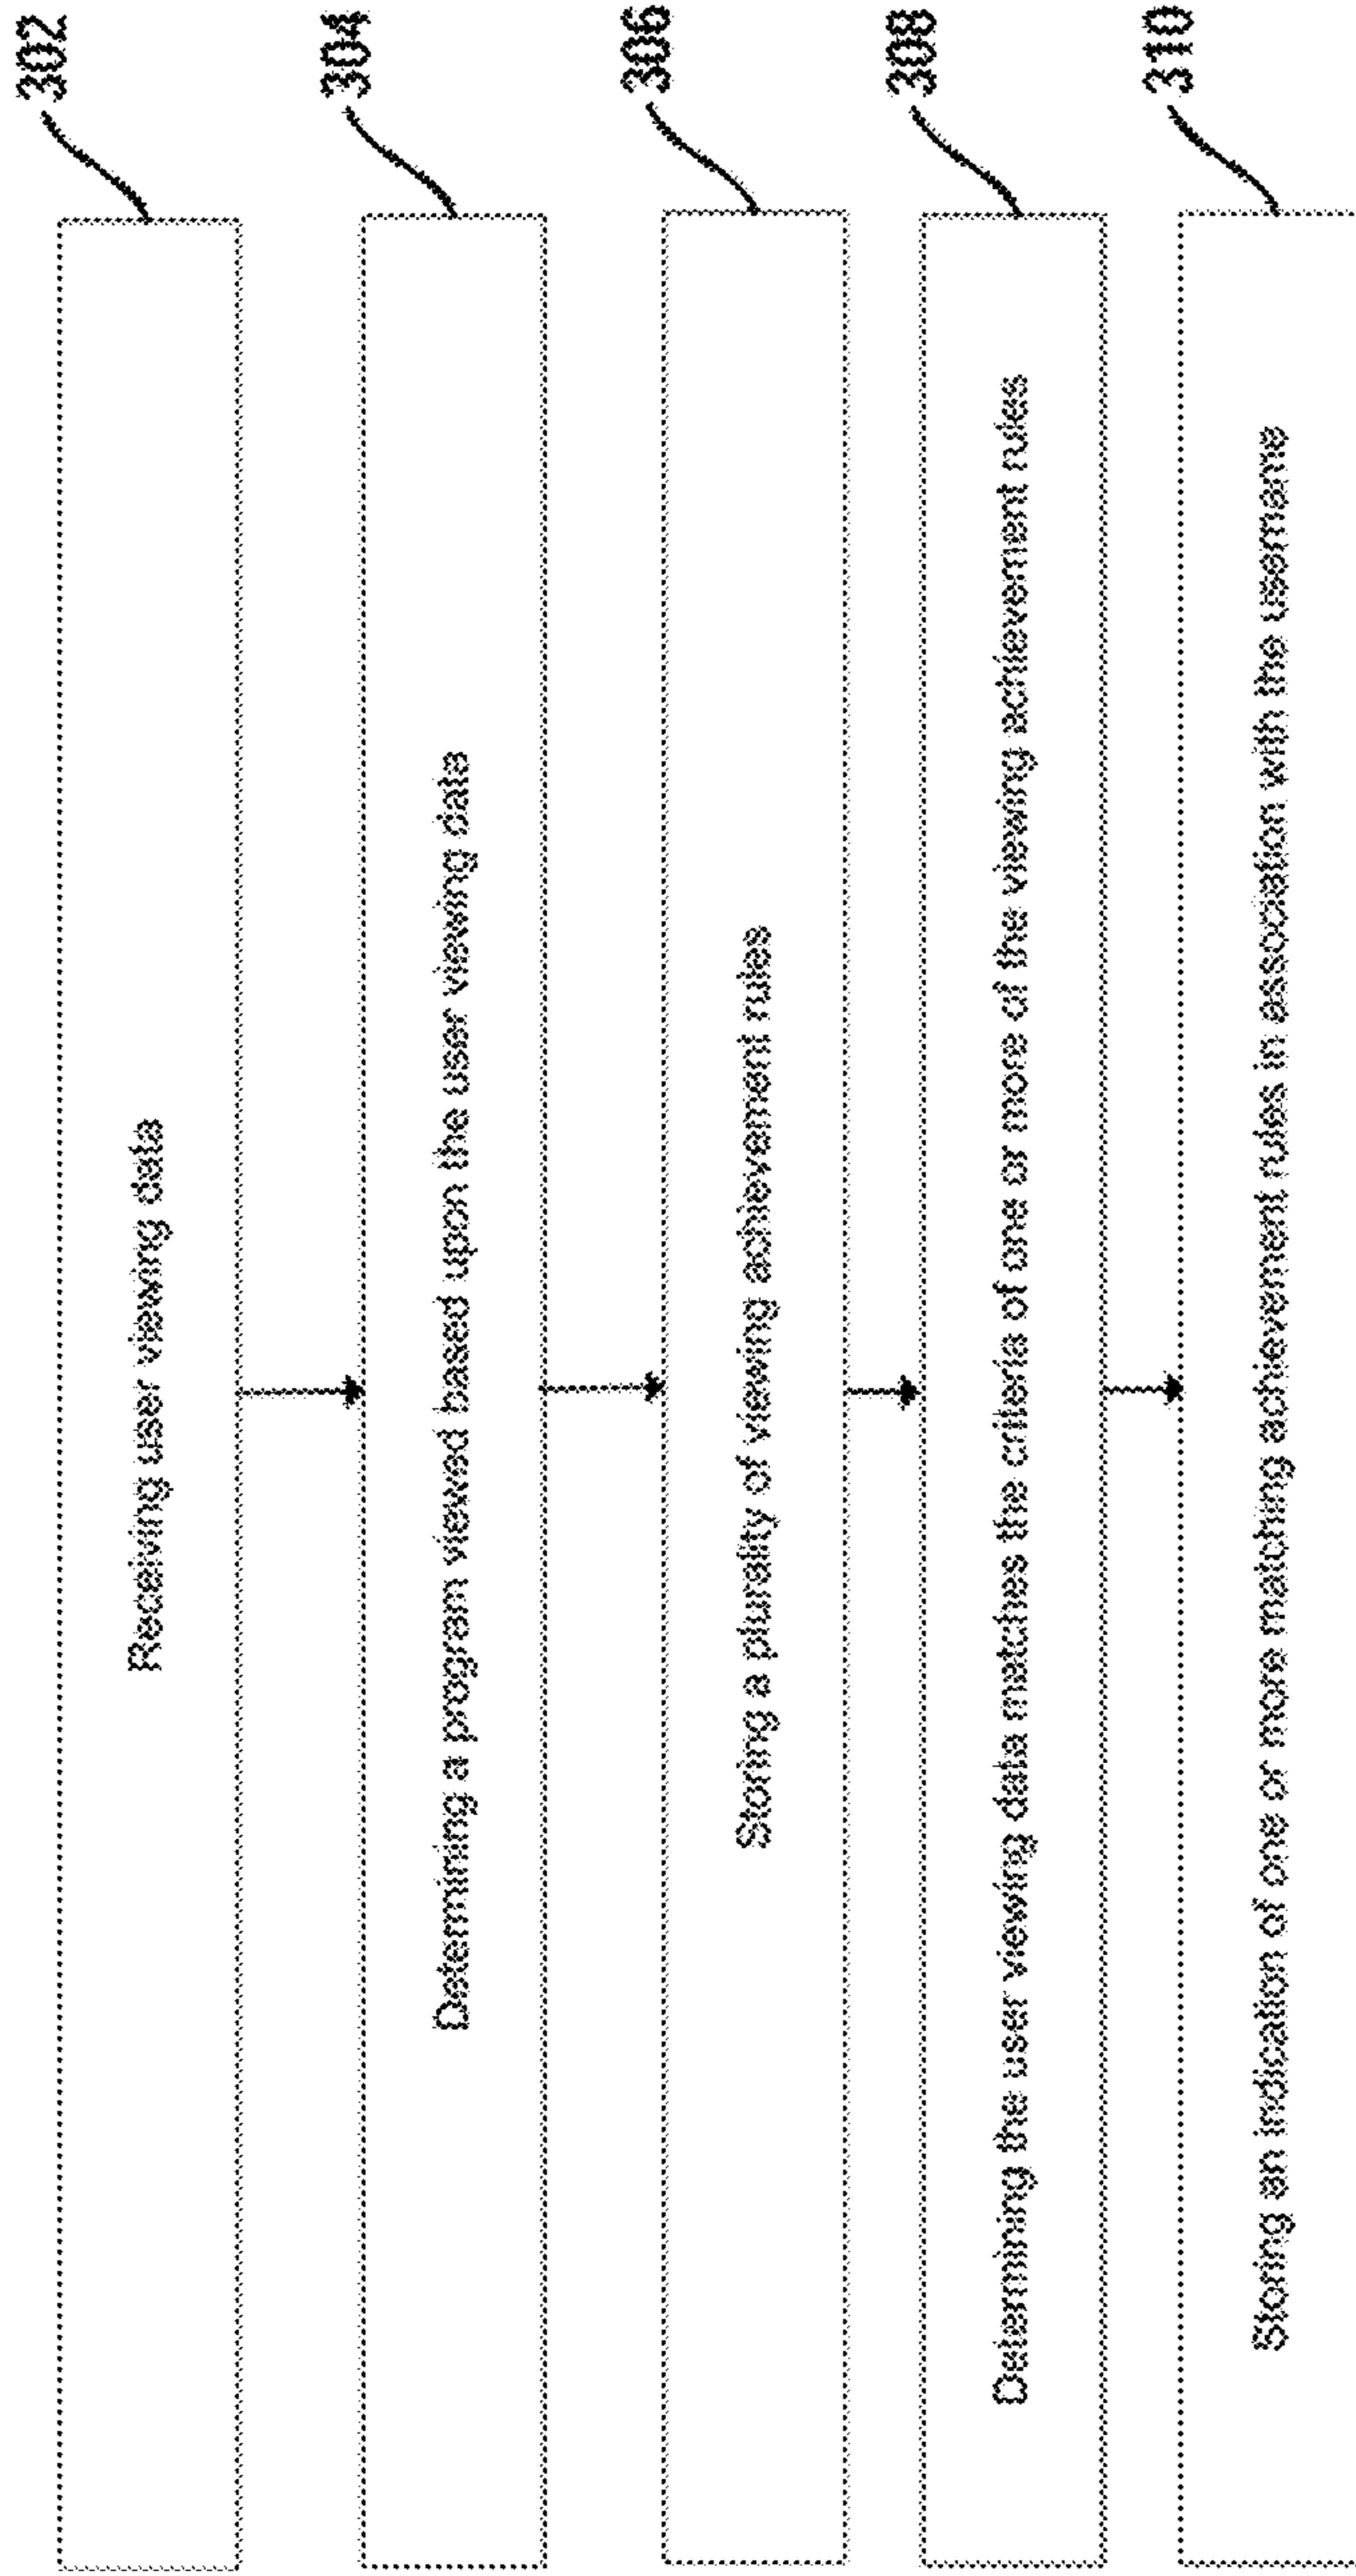 302
Receiving user viewing data
304
Determining a program viewed based upon the user viewing data
306
Storing a plurality of viewing achievement rules
308
Determining the user viewing data matches the criteria of one or more of the viewing achievement rules
310
Storing an indication of one or more matching achievement rules in association with the username